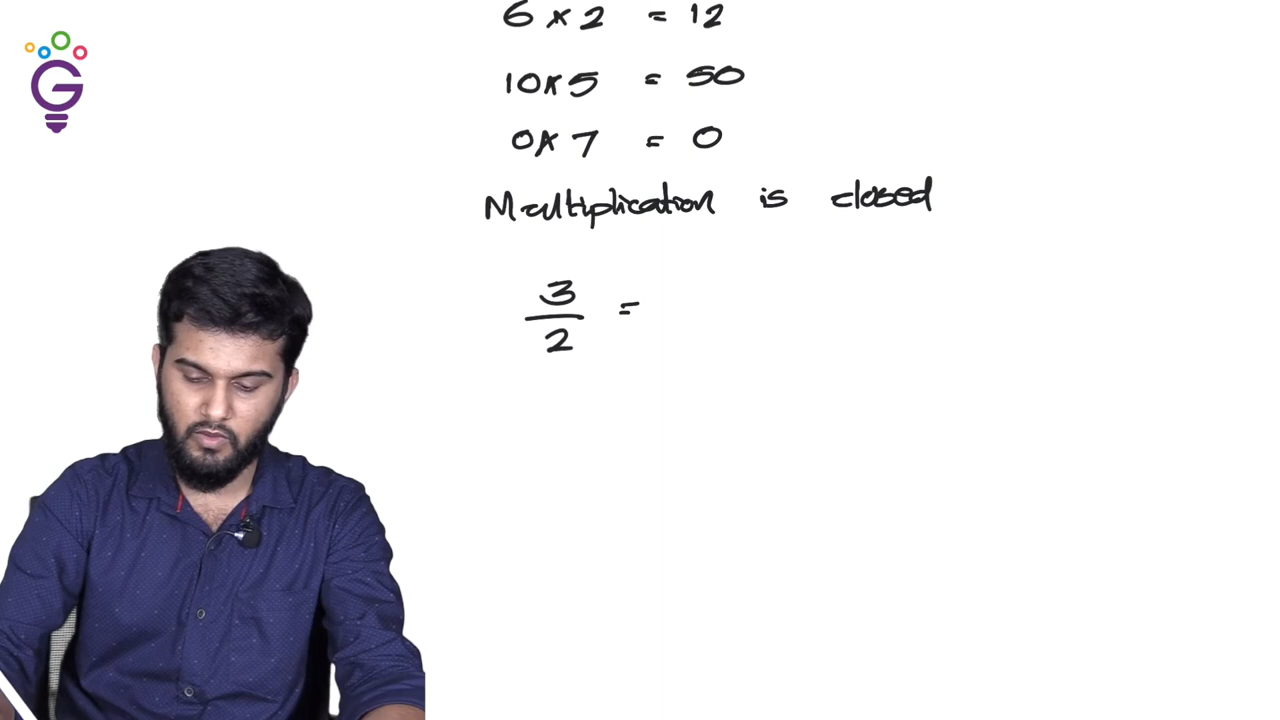 6 × 2 = 12
10 × 5 = 50
0 × 7 = 0
Multiplication is closed
3/2 =
G